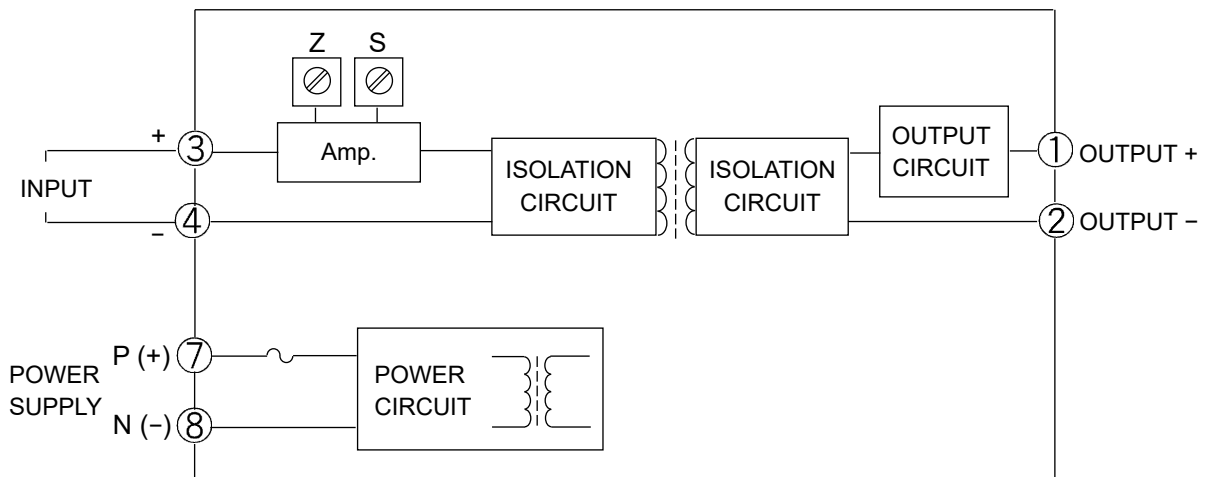 Z
S
+
3
Amp.
ISOLATION
CIRCUIT
ISOLATION
CIRCUIT
OUTPUT
CIRCUIT
1
OUTPUT +
INPUT
−
4
2
OUTPUT −
P (+)
7
POWER
SUPPLY
N (−)
8
POWER
CIRCUIT